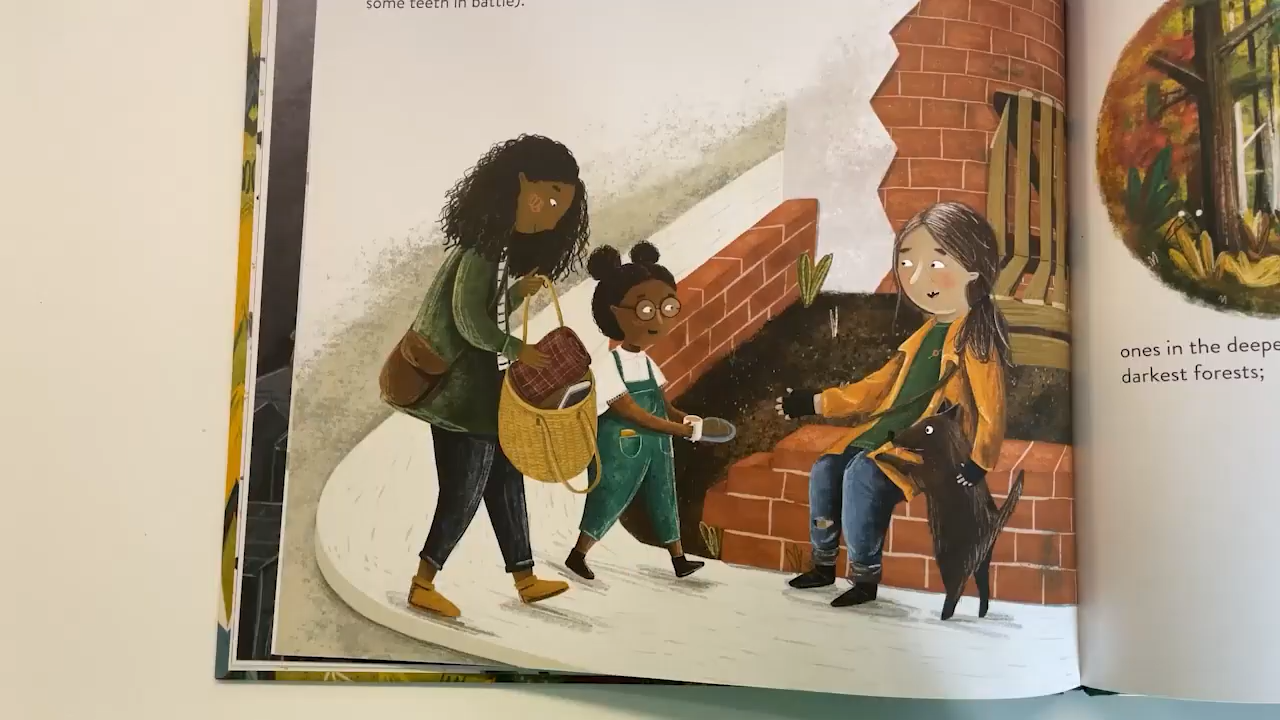 some teeth in battle).
ones in the deepe
darkest forests;